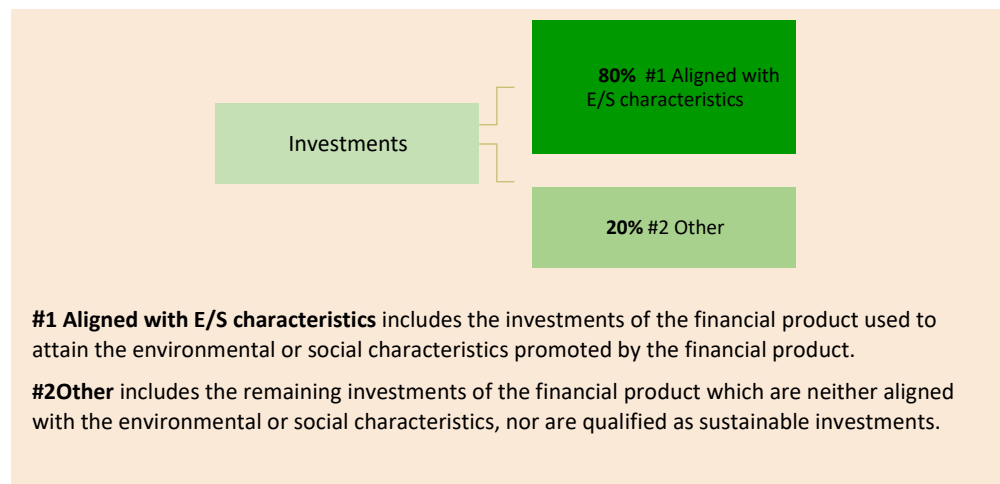 80% #1 Aligned with
E/S characteristics
Investments
20% #2 Other
#1 Aligned with E/S characteristics includes the investments of the financial product used to
attain the environmental or social characteristics promoted by the financial product.
#2Other includes the remaining investments of the financial product which are neither aligned
with the environmental or social characteristics, nor are qualified as sustainable investments.